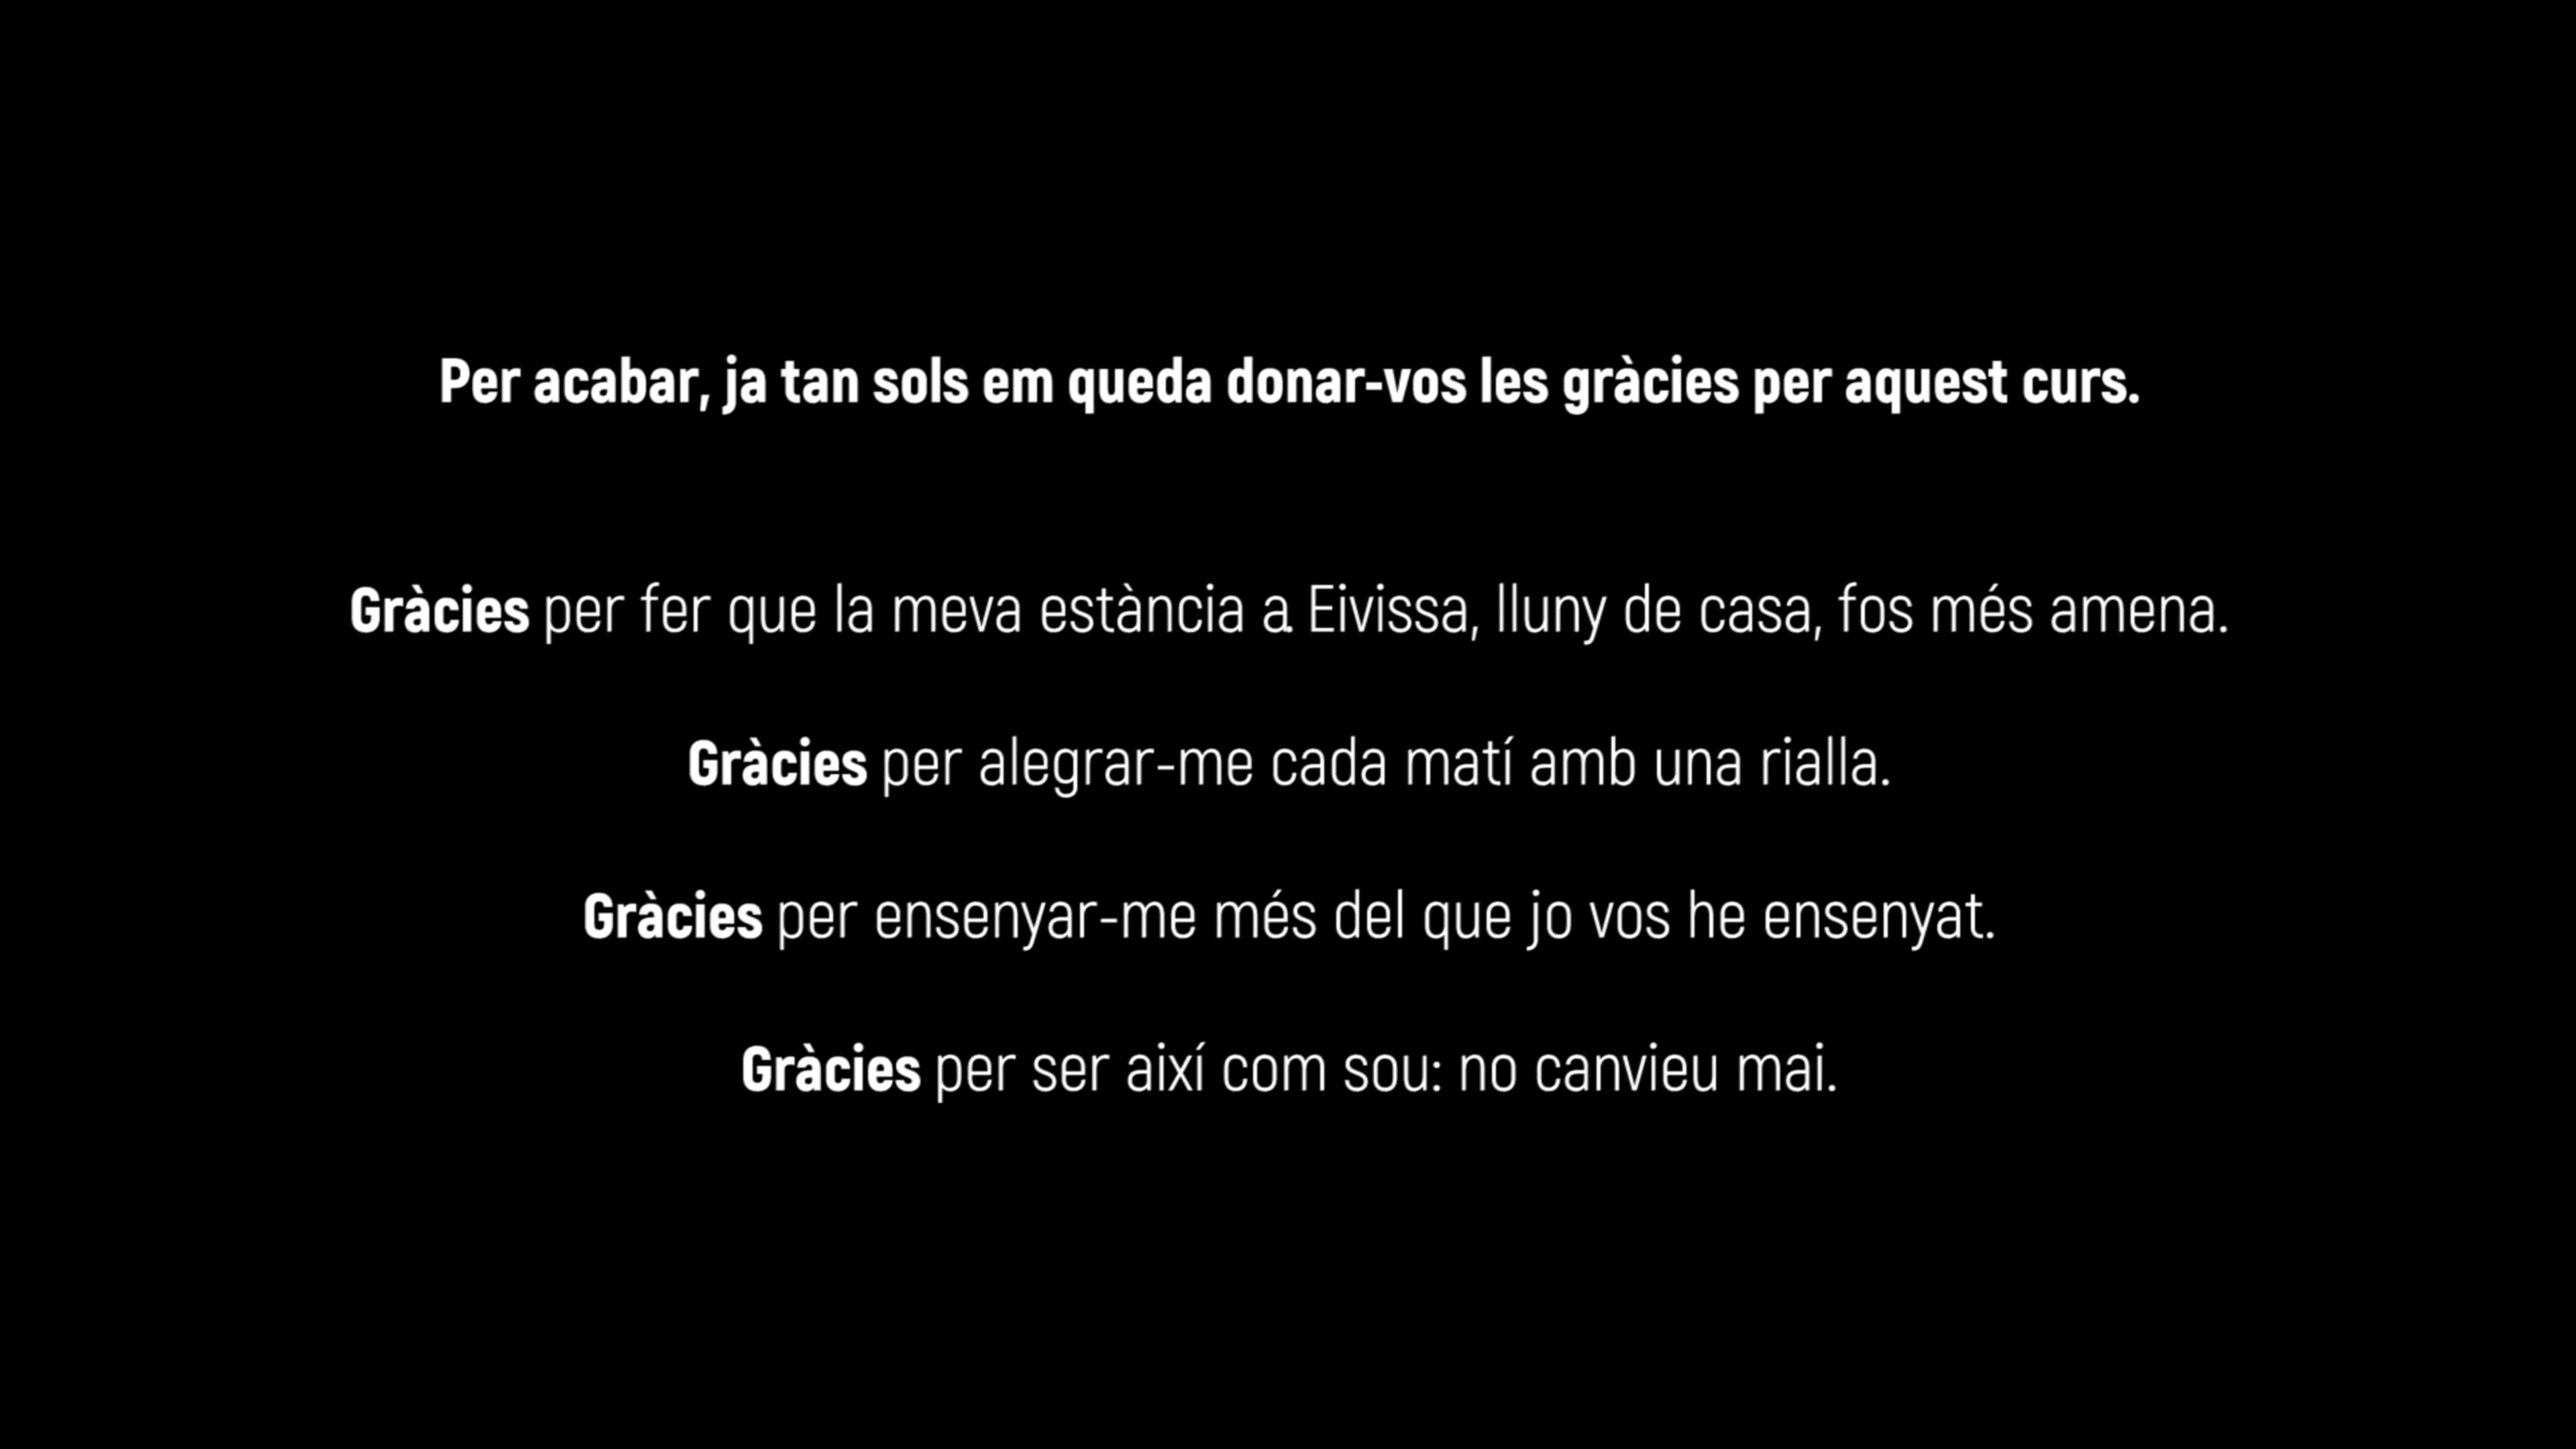 Per acabar, ja tan sols em queda donar-vos les gràcies per aquest curs.
Gràcies per fer que la meva estància a Eivissa, lluny de casa, fos més amena.
Gràcies per alegrar-me cada matí amb una rialla.
Gràcies per ensenyar-me més del que jo vos he ensenyat.
Gràcies per ser així com sou: no canvieu mai.